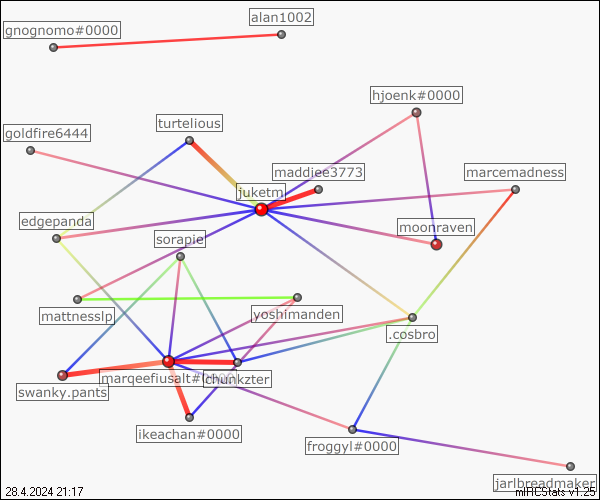 alan1002
gnognomo#0000
hjoenk#0000
turtelious
goldfire6444
maddiee3773
marcemadness
juketm
edgepanda
moonraven
sorapie
mattnesslp
yoshimanden
.cosbro
marqeefiusalt#0000
chunkzter
swanky.pants
ikeachan#0000
froggyl#0000
jarlbreadmaker
28.4.2024 21:17
mIRCStats v1.25